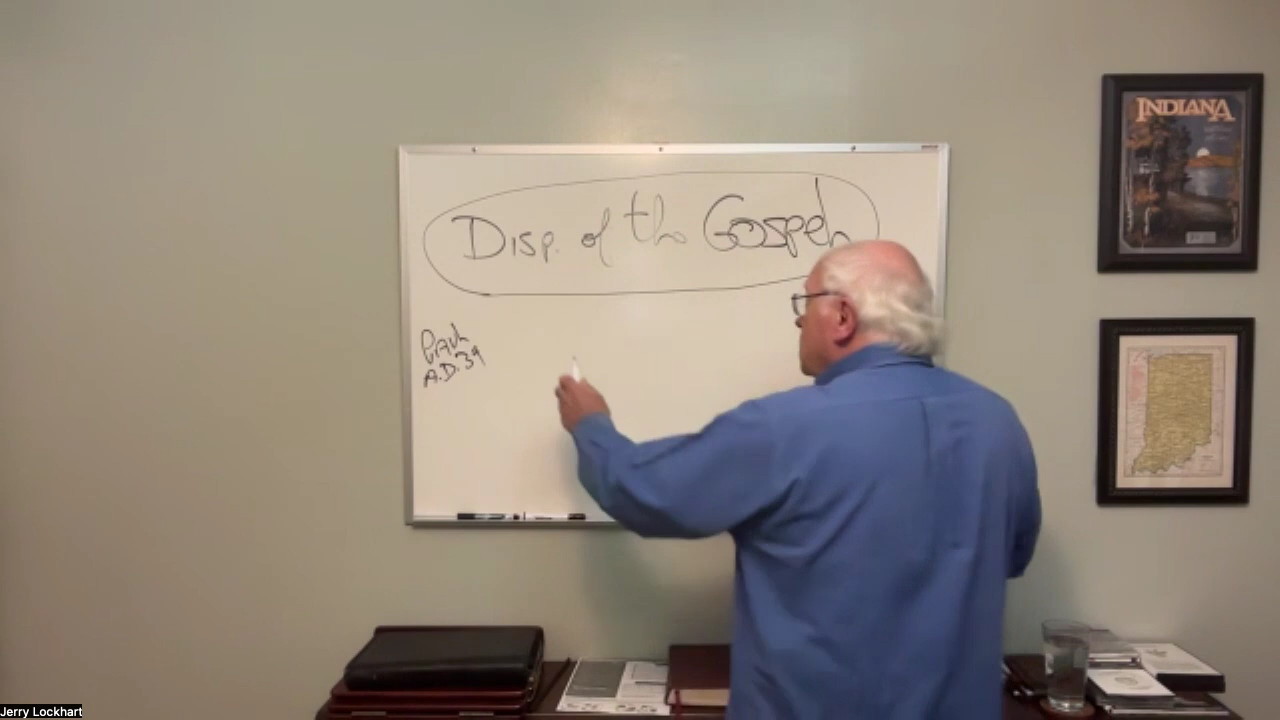 Disp. of the Gospel
Paul
A.D. 39
INDIANA
Jerry Lockhart